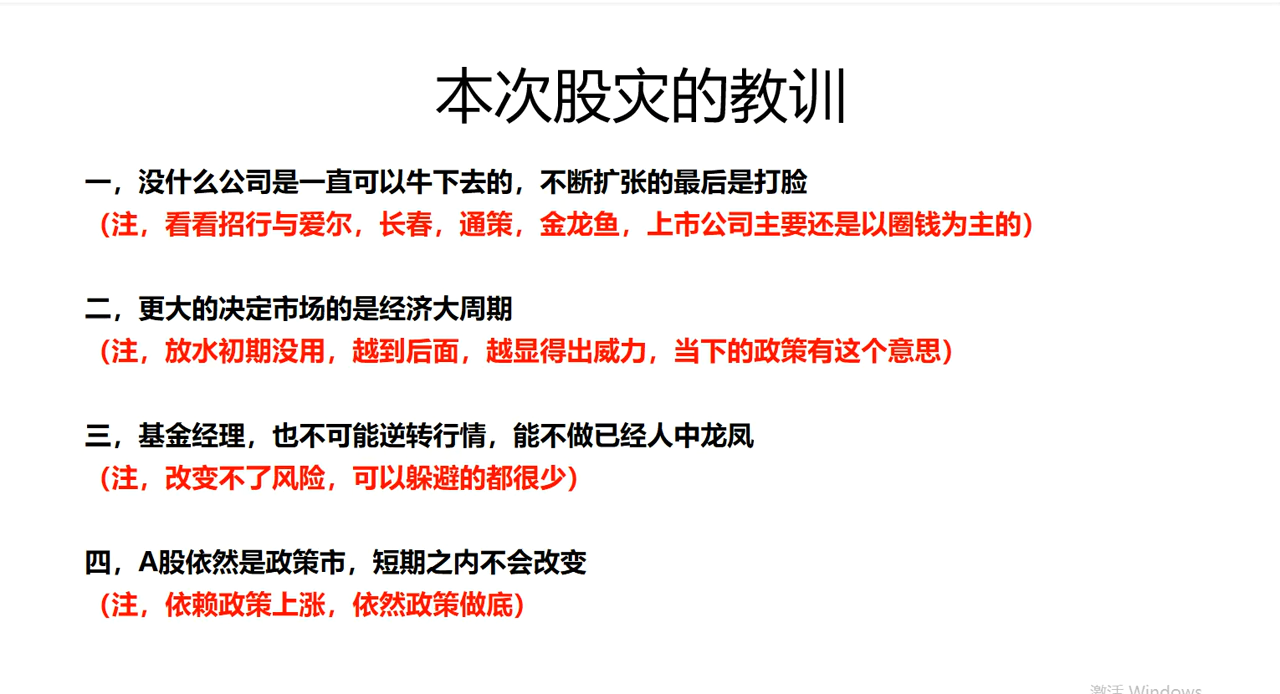 本次股灾的教训
一，没什么公司是一直可以牛下去的，不断扩张的最后是打脸
（注，看看招行与爱尔，长春，通策，金龙鱼，上市公司主要还是以圈钱为主的）
二，更大的决定市场的是经济大周期
（注，放水初期没用，越到后面，越显得出威力，当下的政策有这个意思）
三，基金经理，也不可能逆转行情，能不做已经人中龙凤
（注，改变不了风险，可以躲避的都很少）
四，A股依然是政策市，短期之内不会改变
（注，依赖政策上涨，依然政策做底）
激活 Windows